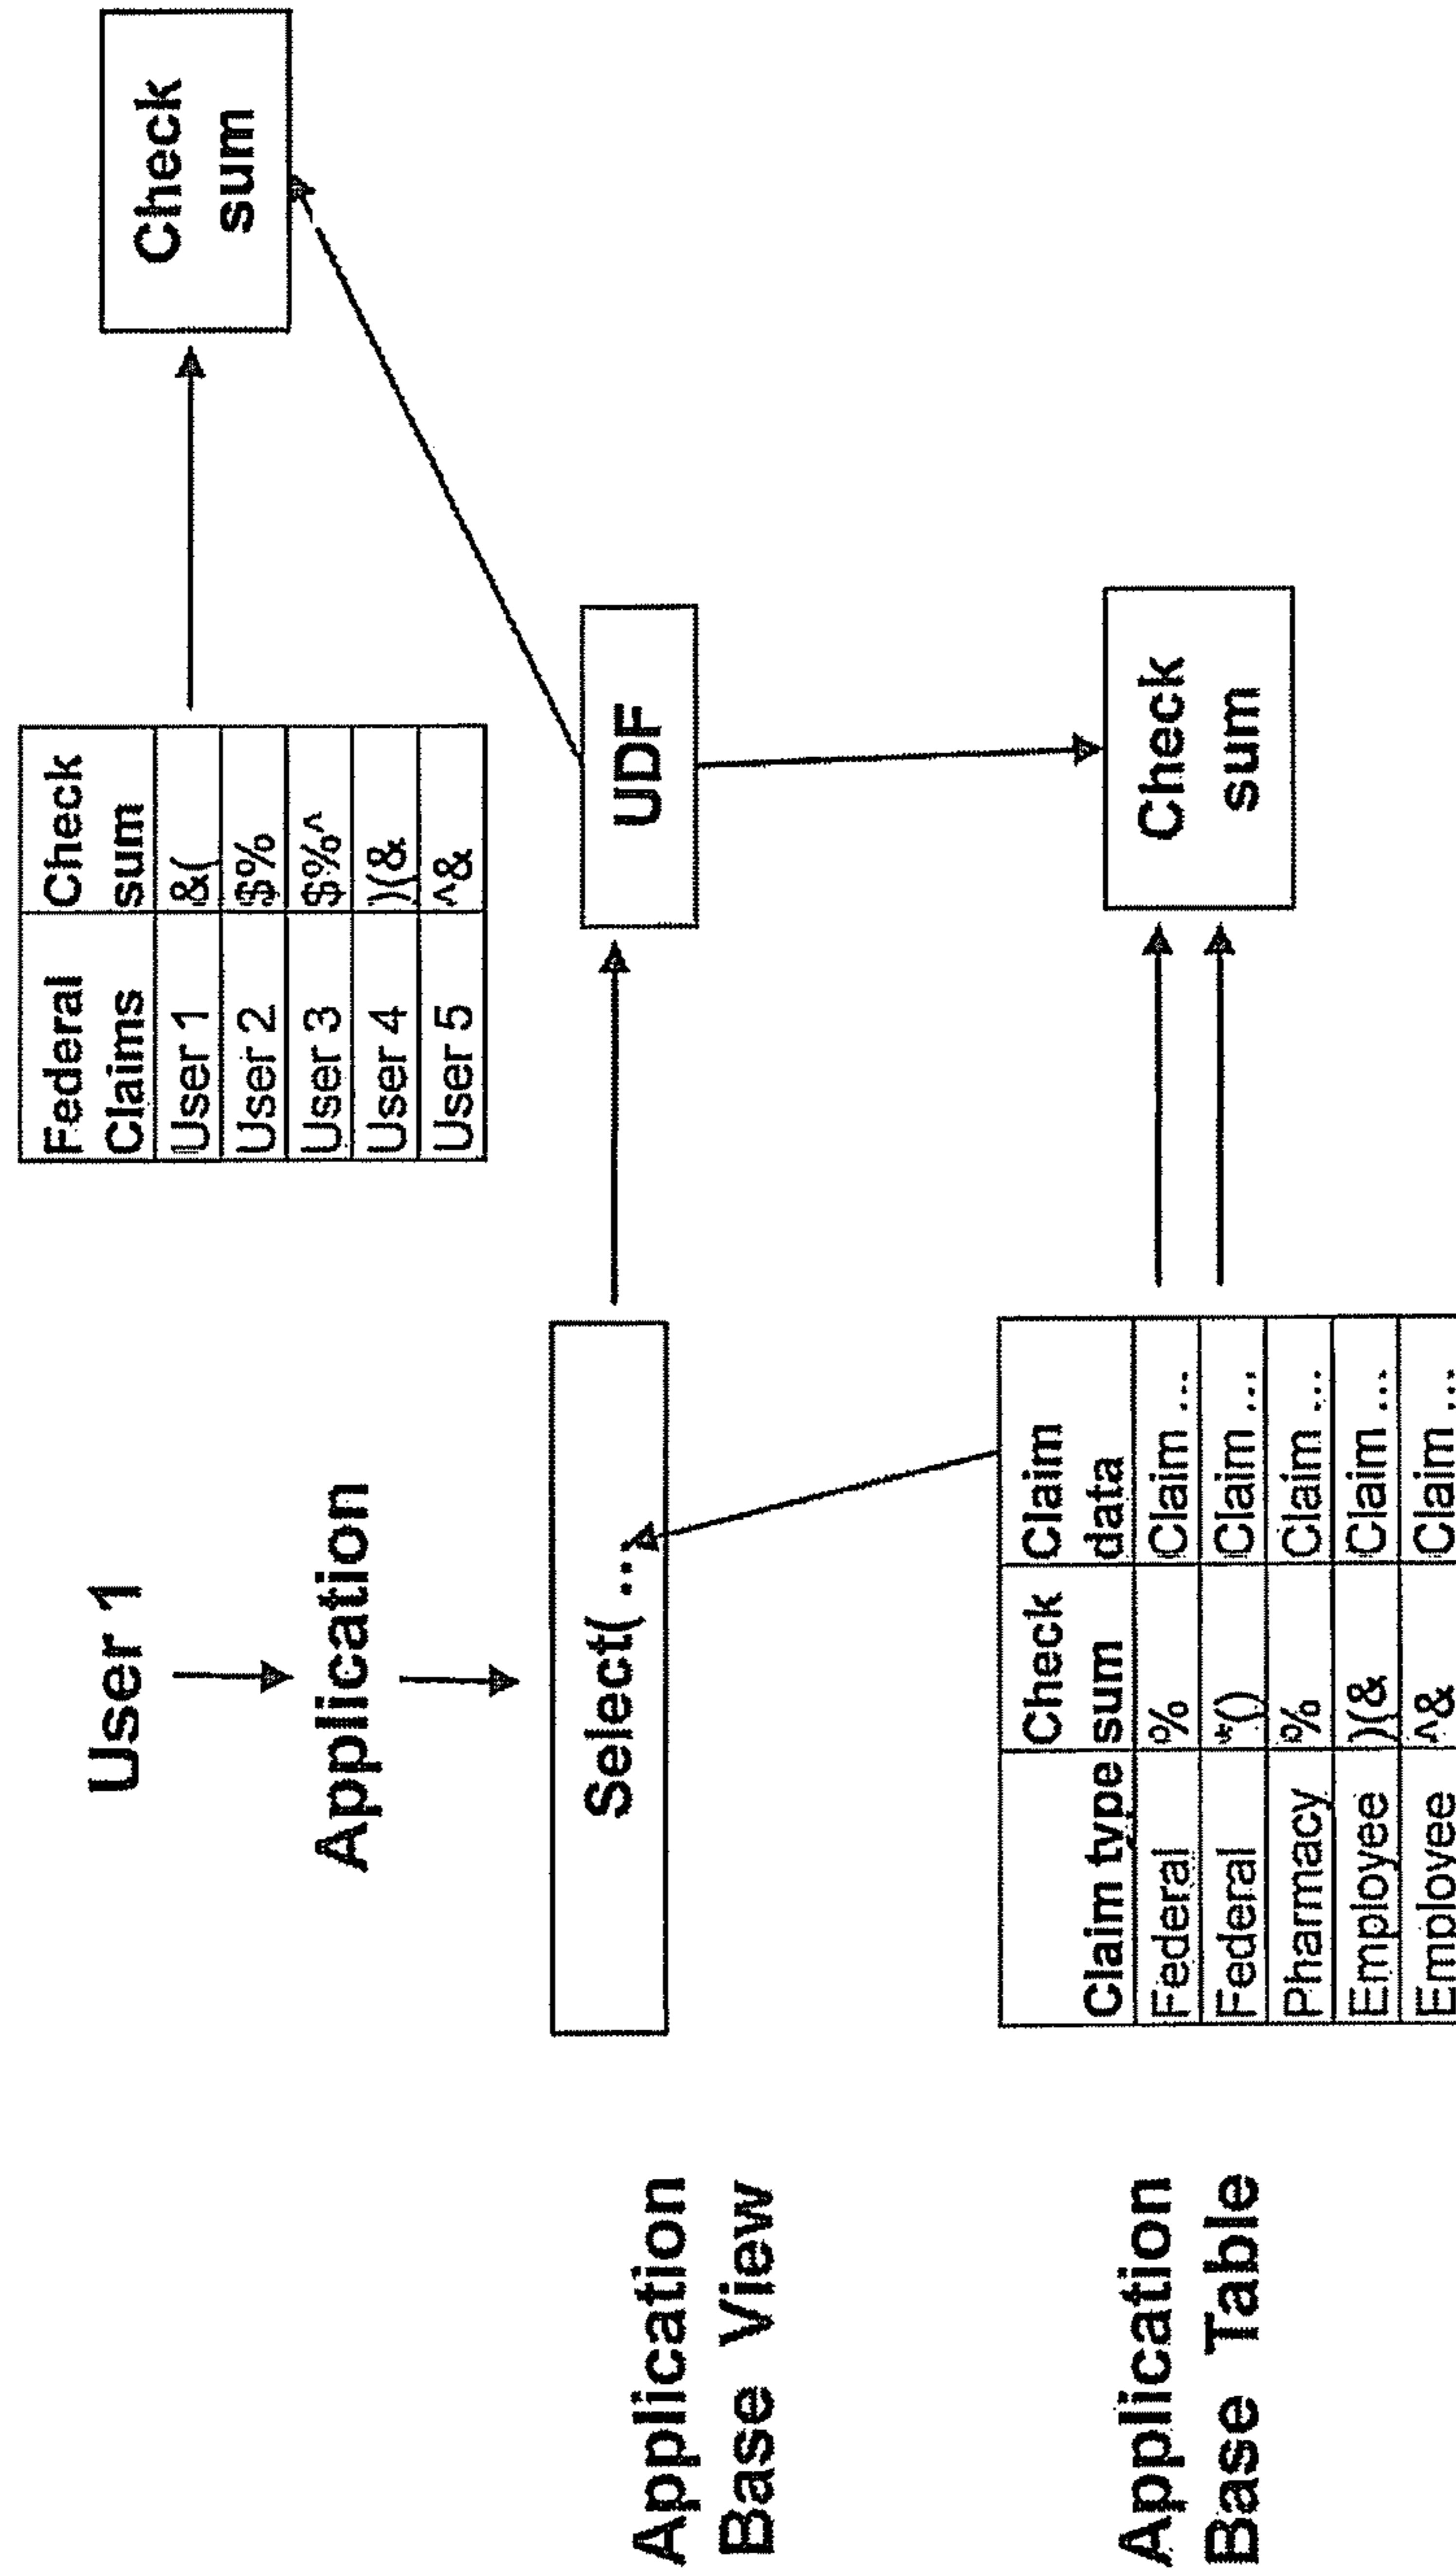 User 1
Application
Federal Check
Claims sum
User 1 &(
User 2 $%
User 3 $%^
User 4 )(&
User 5 ^&
Check
sum
Application
Base View
Select( ...
UDF
Application
Base Table
Check Claim
Claim type sum data
Federal % Claim ...
Federal *() Claim ...
Pharmacy % Claim ...
Employee )(& Claim ...
Employee ^& Claim ...
Check
sum